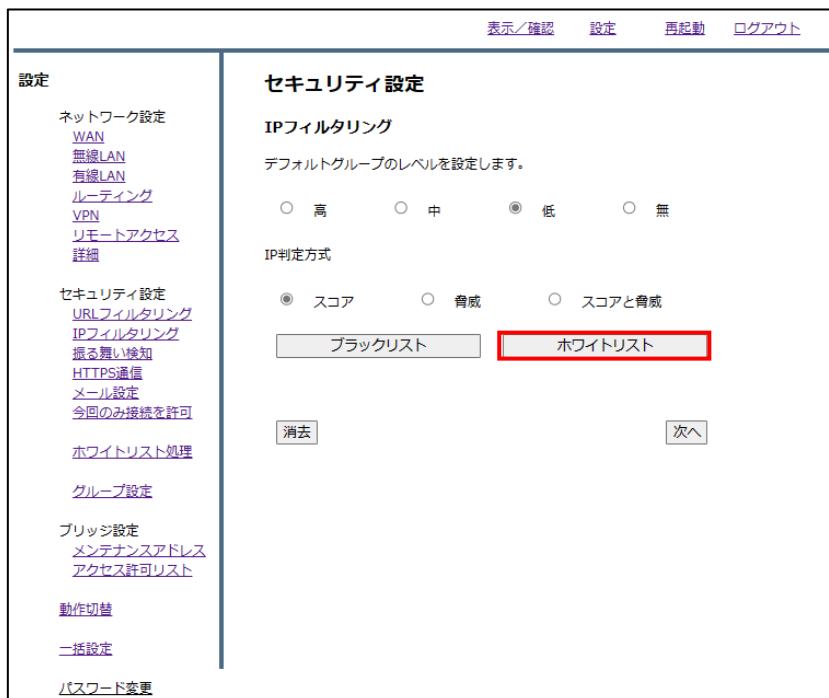 表示／確認 設定 再起動 ログアウト
設定
ネットワーク設定
WAN
無線LAN
有線LAN
ルーティング
VPN
リモートアクセス
詳細
セキュリティ設定
URLフィルタリング
IPフィルタリング
振る舞い検知
HTTPS通信
メール設定
今回のみ接続を許可
ホワイトリスト処理
グループ設定
ブリッジ設定
メンテナンスアドレス
アクセス許可リスト
動作切替
一括設定
パスワード変更
セキュリティ設定
IPフィルタリング
デフォルトグループのレベルを設定します。
高 中 低 無
IP判定方式
スコア 脅威 スコアと脅威
ブラックリスト ホワイトリスト
消去 次へ